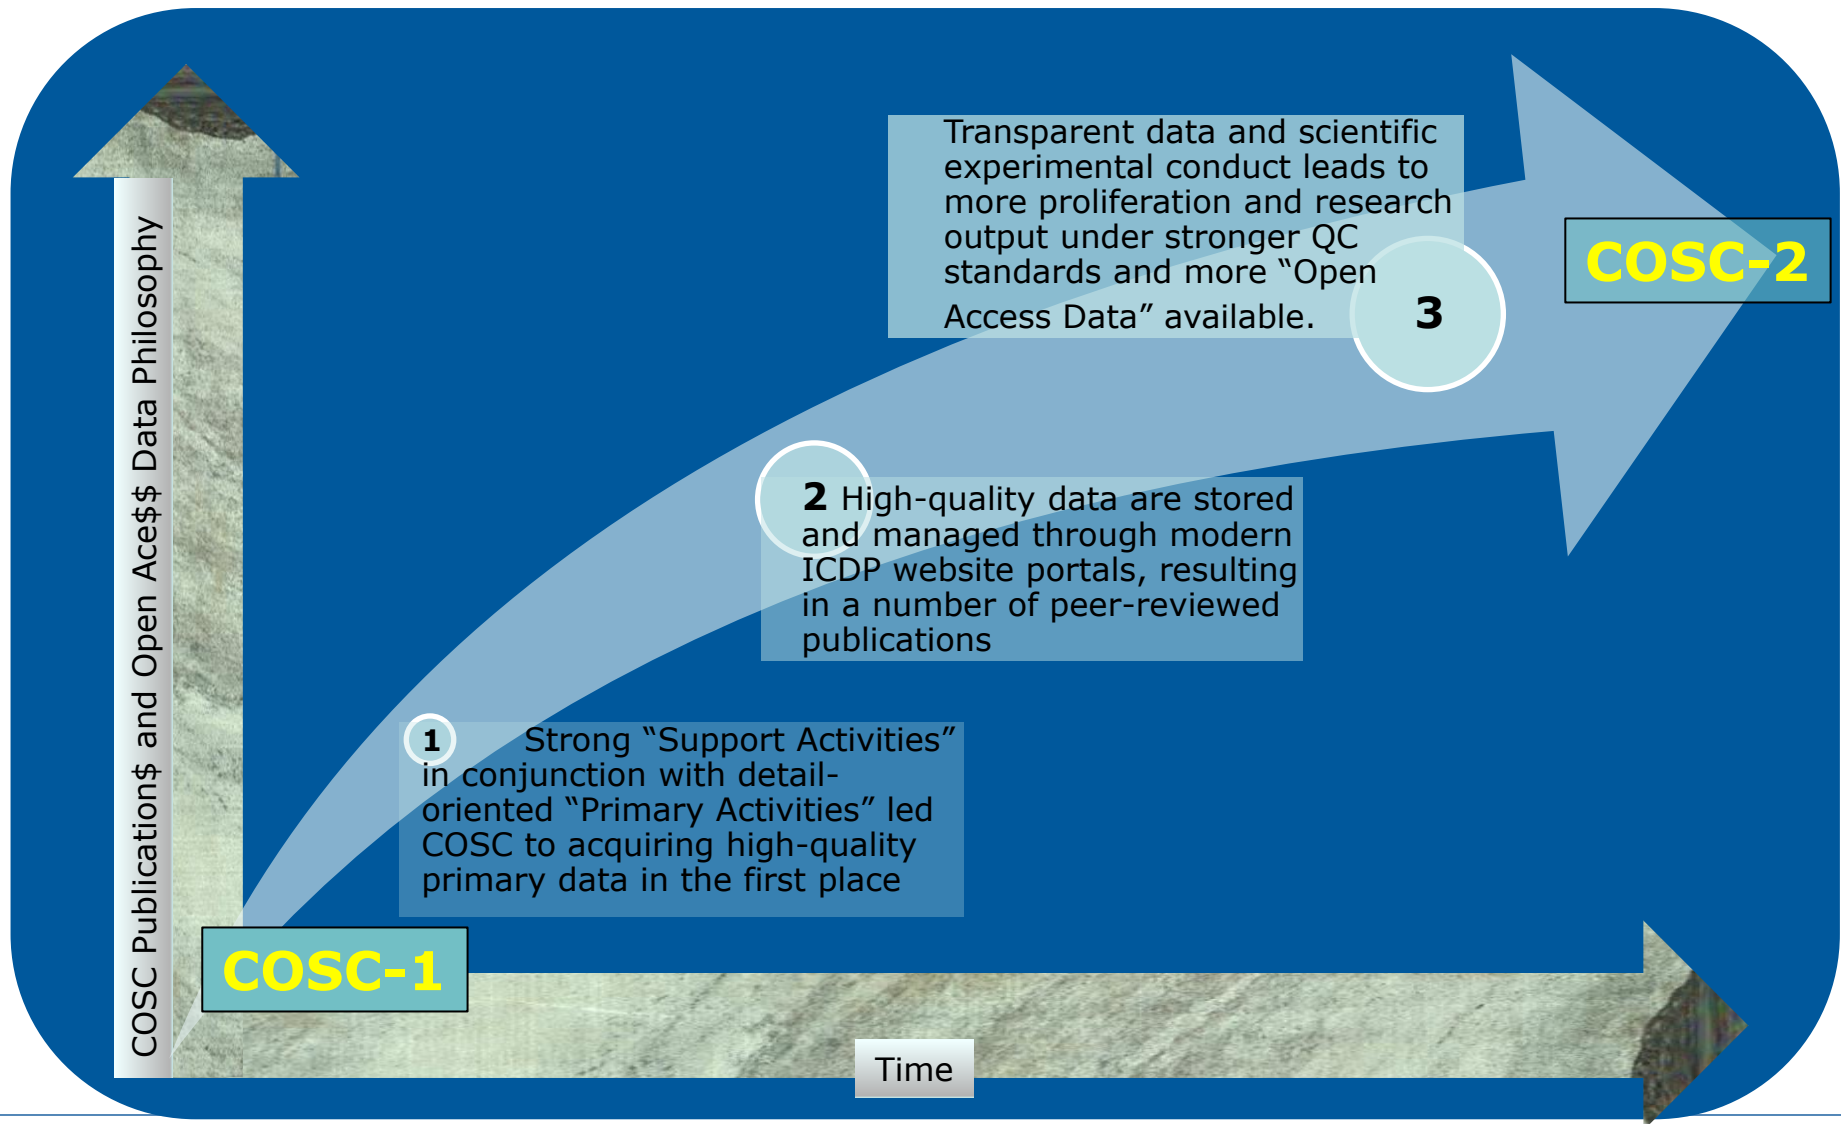 COSC Publication$ and Open Ace$$ Data Philosophy
Transparent data and scientific
experimental conduct leads to
more proliferation and research
output under stronger QC
standards and more “Open
Access Data” available.
3
COSC-2
2 High-quality data are stored
and managed through modern
ICDP website portals, resulting
in a number of peer-reviewed
publications
1 Strong “Support Activities”
in conjunction with detail-
oriented “Primary Activities” led
COSC to acquiring high-quality
primary data in the first place
COSC-1
Time